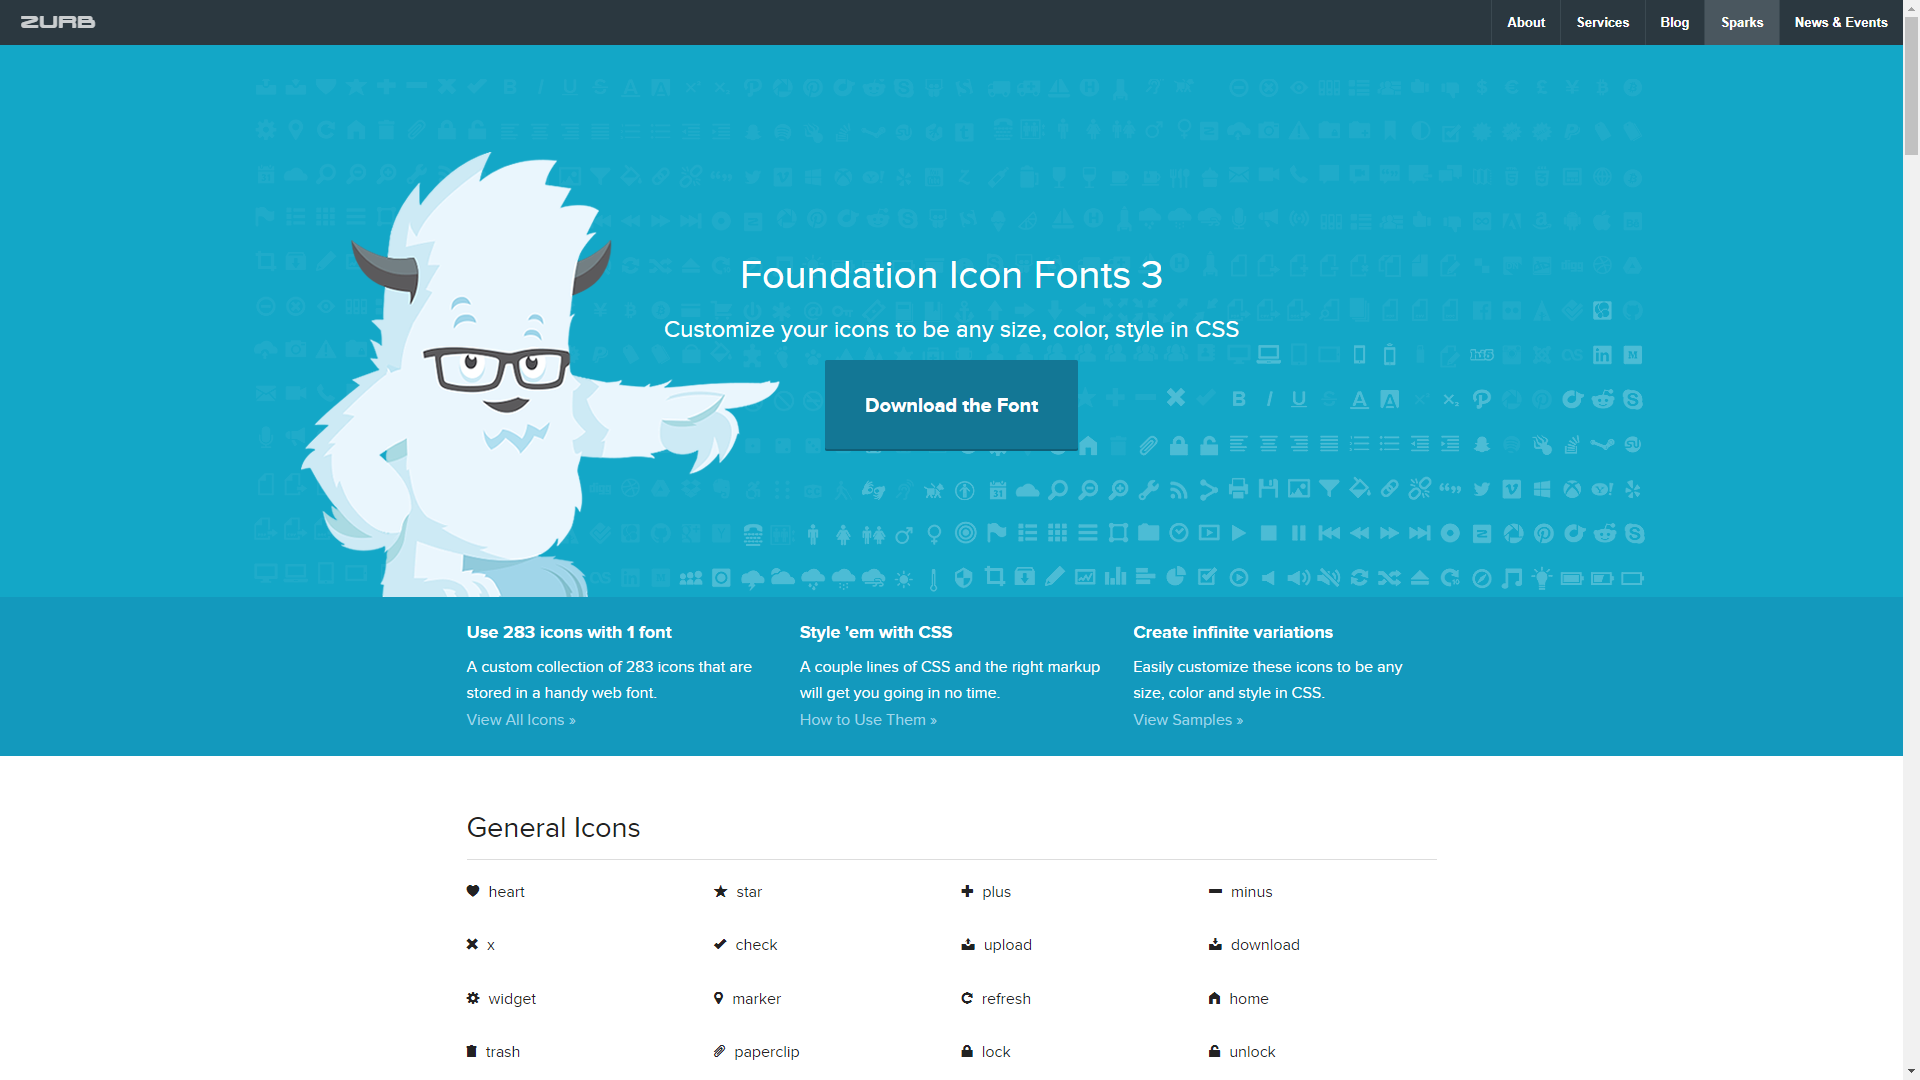 ZURB
About
Services
Blog
Sparks
News & Events
Foundation Icon Fonts 3
Customize your icons to be any size, color, style in CSS
Download the Font
Use 283 icons with 1 font
A custom collection of 283 icons that are
stored in a handy web font.
View All Icons »
Style 'em with CSS
A couple lines of CSS and the right markup
will get you going in no time.
How to Use Them »
Create infinite variations
Easily customize these icons to be any
size, color and style in CSS.
View Samples »
General Icons
heart
star
plus
minus
x
check
upload
download
widget
marker
refresh
home
trash
paperclip
lock
unlock